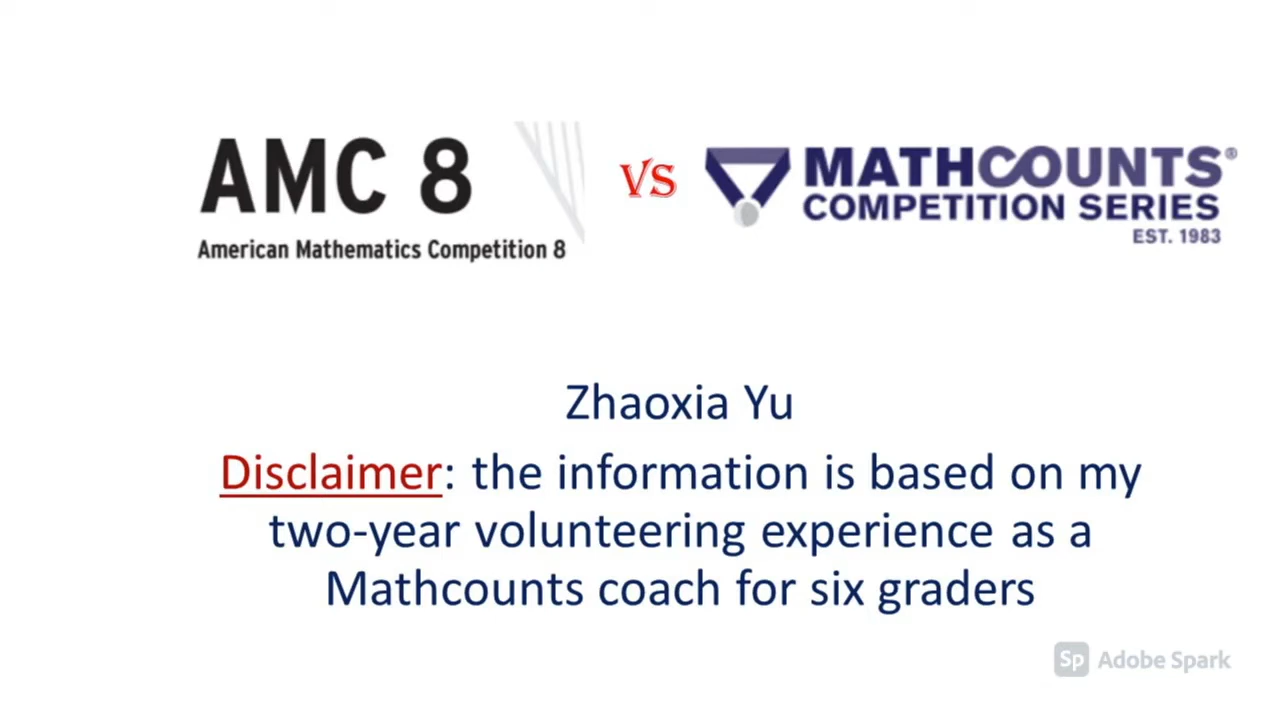 AMC 8
American Mathematics Competition 8
vs
MATHCOUNTS®
COMPETITION SERIES
EST. 1983
Zhaoxia Yu
Disclaimer: the information is based on my
two-year volunteering experience as a
Mathcounts coach for six graders
Sp Adobe Spark